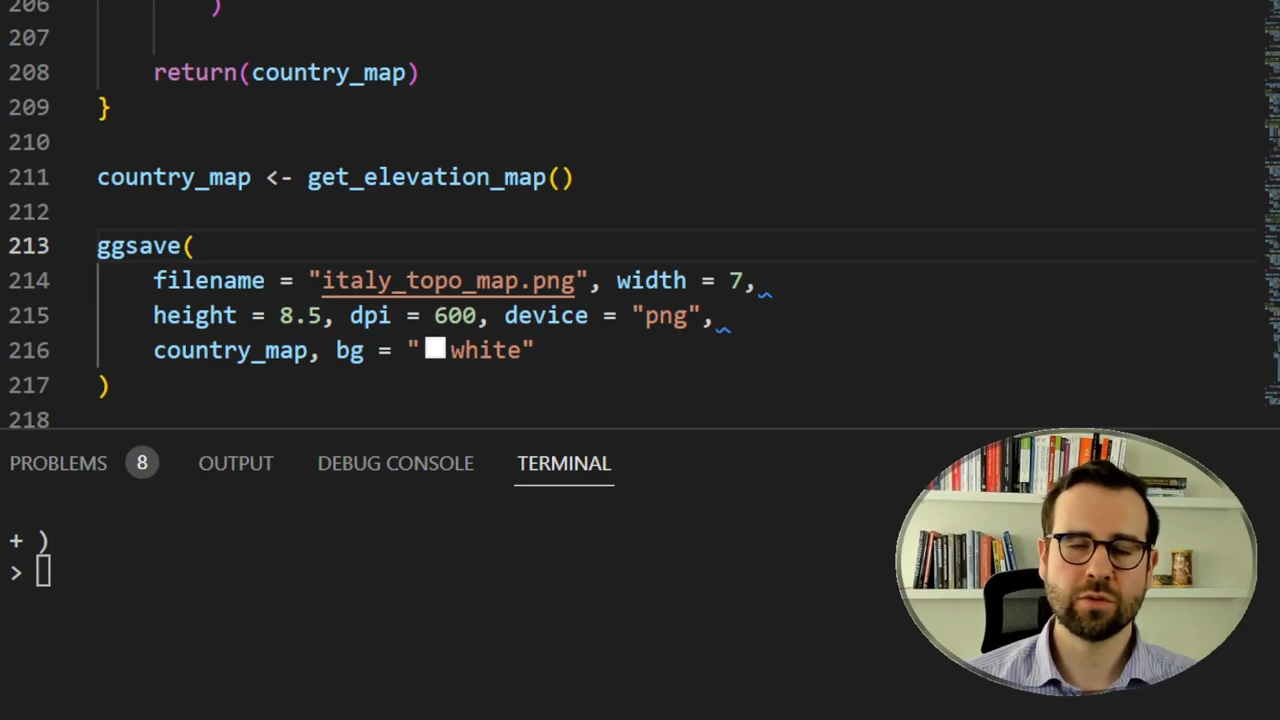 206 )
207
208 return(country_map)
209 }
210
211 country_map <- get_elevation_map()
212
213 ggsave(
214 filename = "italy_topo_map.png", width = 7,
215 height = 8.5, dpi = 600, device = "png",
216 country_map, bg = "white"
217 )
218
PROBLEMS 8 OUTPUT DEBUG CONSOLE TERMINAL
+ )
>